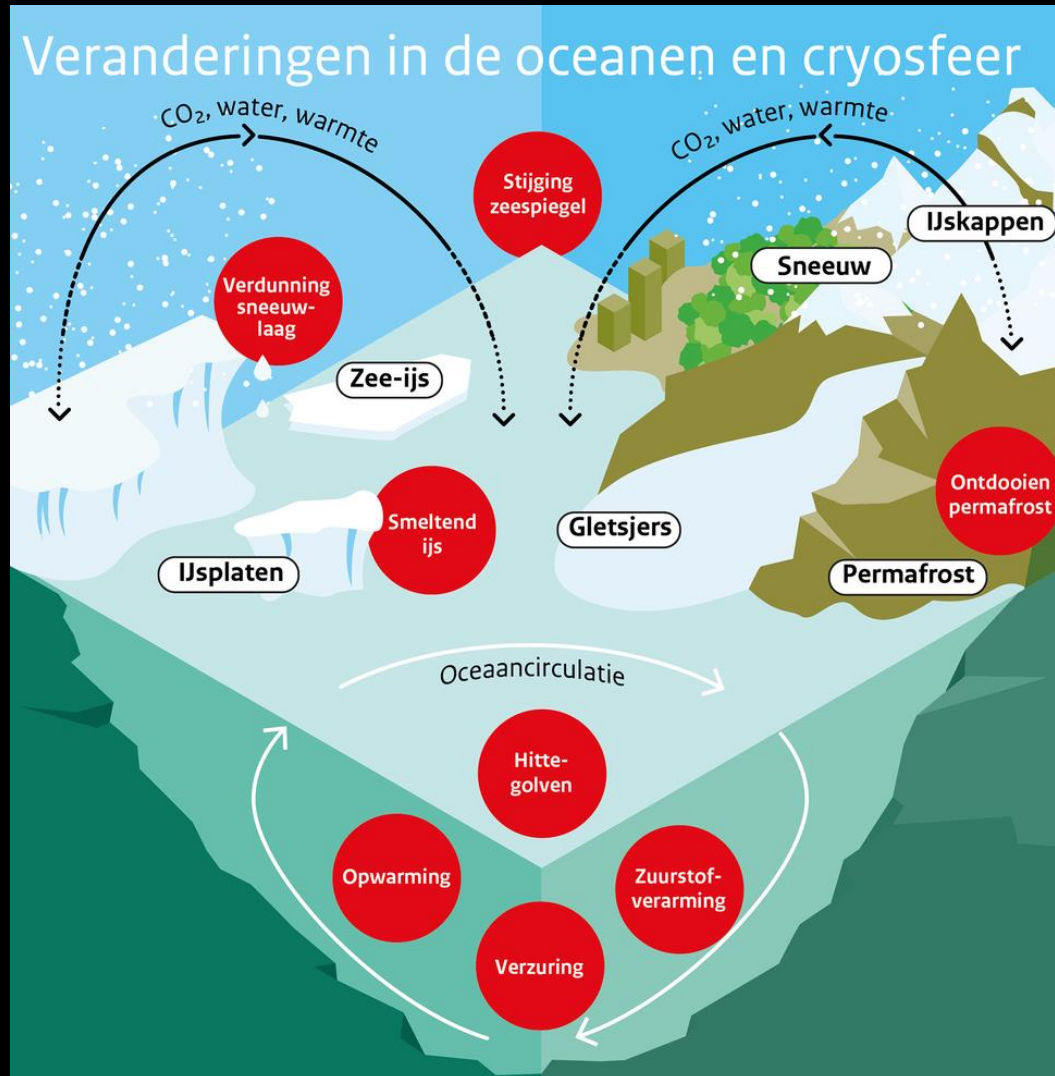 Veranderingen in de oceanen en cryosfeer
CO₂, water, warmte
CO₂, water, warmte
Stijging
zeespiegel
IJskappen
Sneeuw
Verdunning
sneeuw-
laag
Zee-ijs
Ontdooien
permafrost
Smeltend
ijs
Gletsjers
IJsplaten
Permafrost
Oceaancirculatie
Hitte-
golven
Opwarming
Zuurstof-
verarming
Verzuring